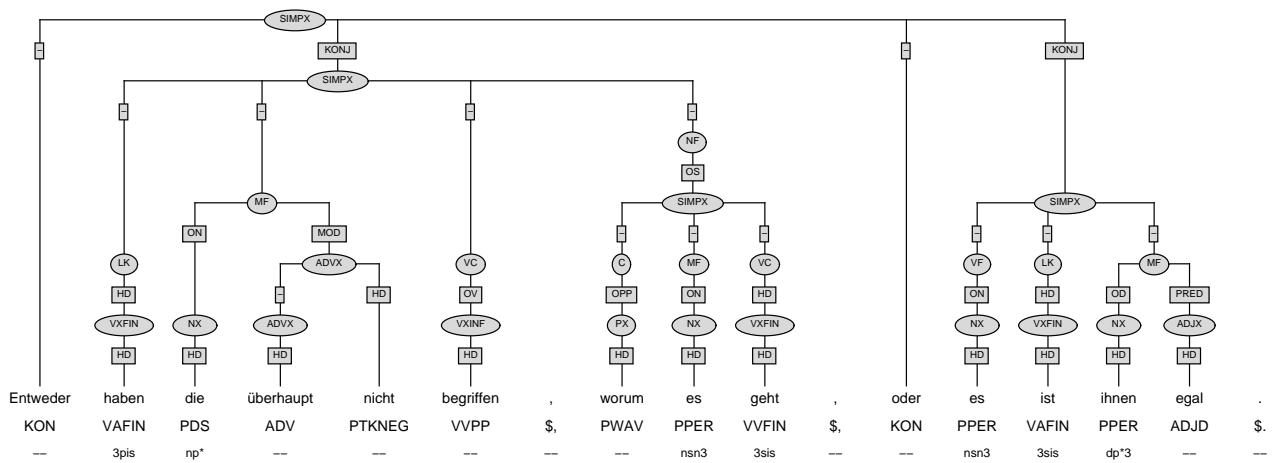 SIMPX
– KONJ – KONJ
SIMPX
– – – –
NF
OS
MF SIMPX SIMPX
ON MOD – – – – – –
LK ADVX VC C MF VC VF LK MF
HD – HD OV OPP ON HD ON HD OD PRED
VXFIN NX ADVX VXINF PX NX VXFIN NX VXFIN NX ADJX
HD HD HD HD HD HD HD HD HD HD HD
Entweder haben die überhaupt nicht begriffen , worum es geht , oder es ist ihnen egal .
KON VAFIN PDS ADV PTKNEG VVPP $, PWAV PPER VVFIN $, KON PPER VAFIN PPER ADJD $.
–– 3pis np* –– –– –– –– –– nsn3 3sis –– –– nsn3 3sis dp*3 –– ––